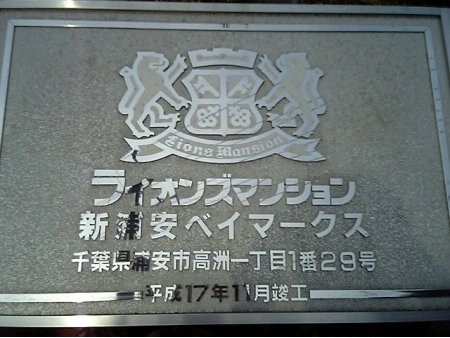 Lions Mansion
ライオンズマンション
新浦安ベイマークス
千葉県浦安市高洲一丁目1番29号
平成17年11月竣工